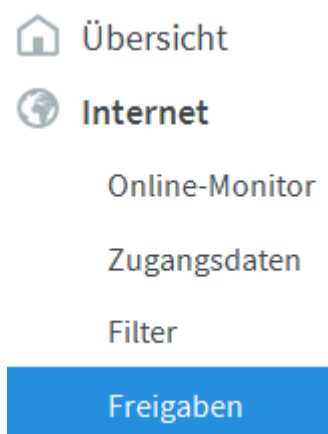 Übersicht
Internet
Online-Monitor
Zugangsdaten
Filter
Freigaben